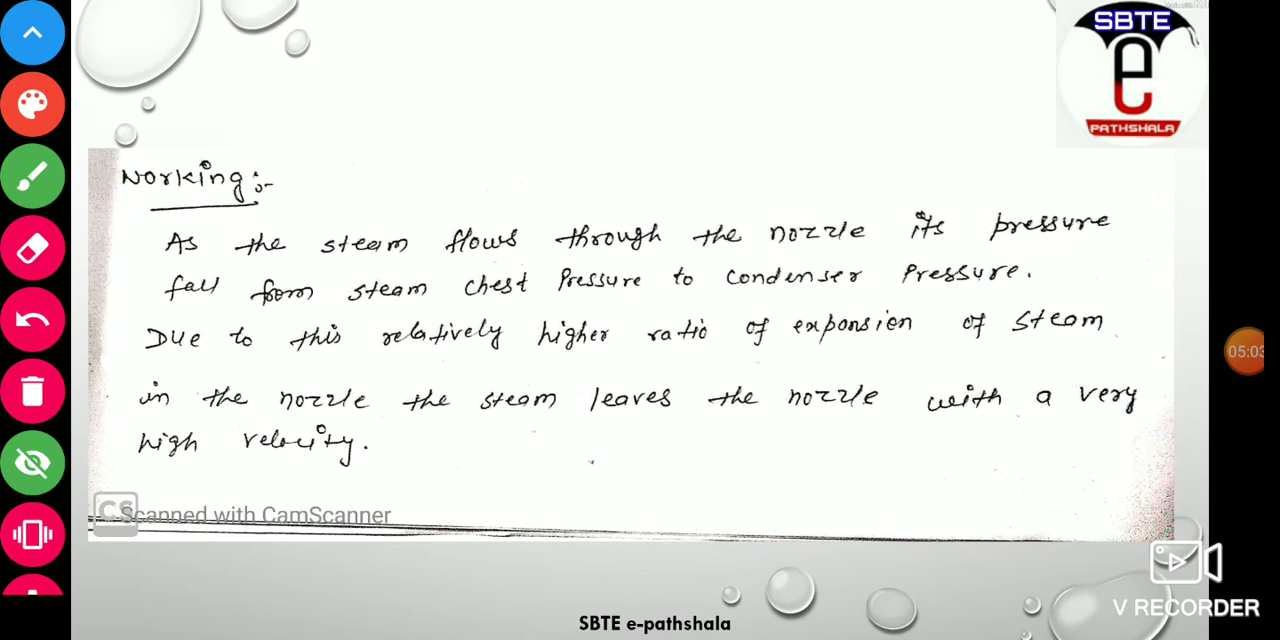 SBTE
e
PATHSHALA
Working:-
As the steam flows through the nozzle its pressure
fall from steam chest Pressure to condenser Pressure.
Due to this relatively higher ratio of expansion of steam
in the nozzle the steam leaves the nozzle with a very
high velocity.
05:03
CS
Scanned with CamScanner
V RECORDER
SBTE e-pathshala